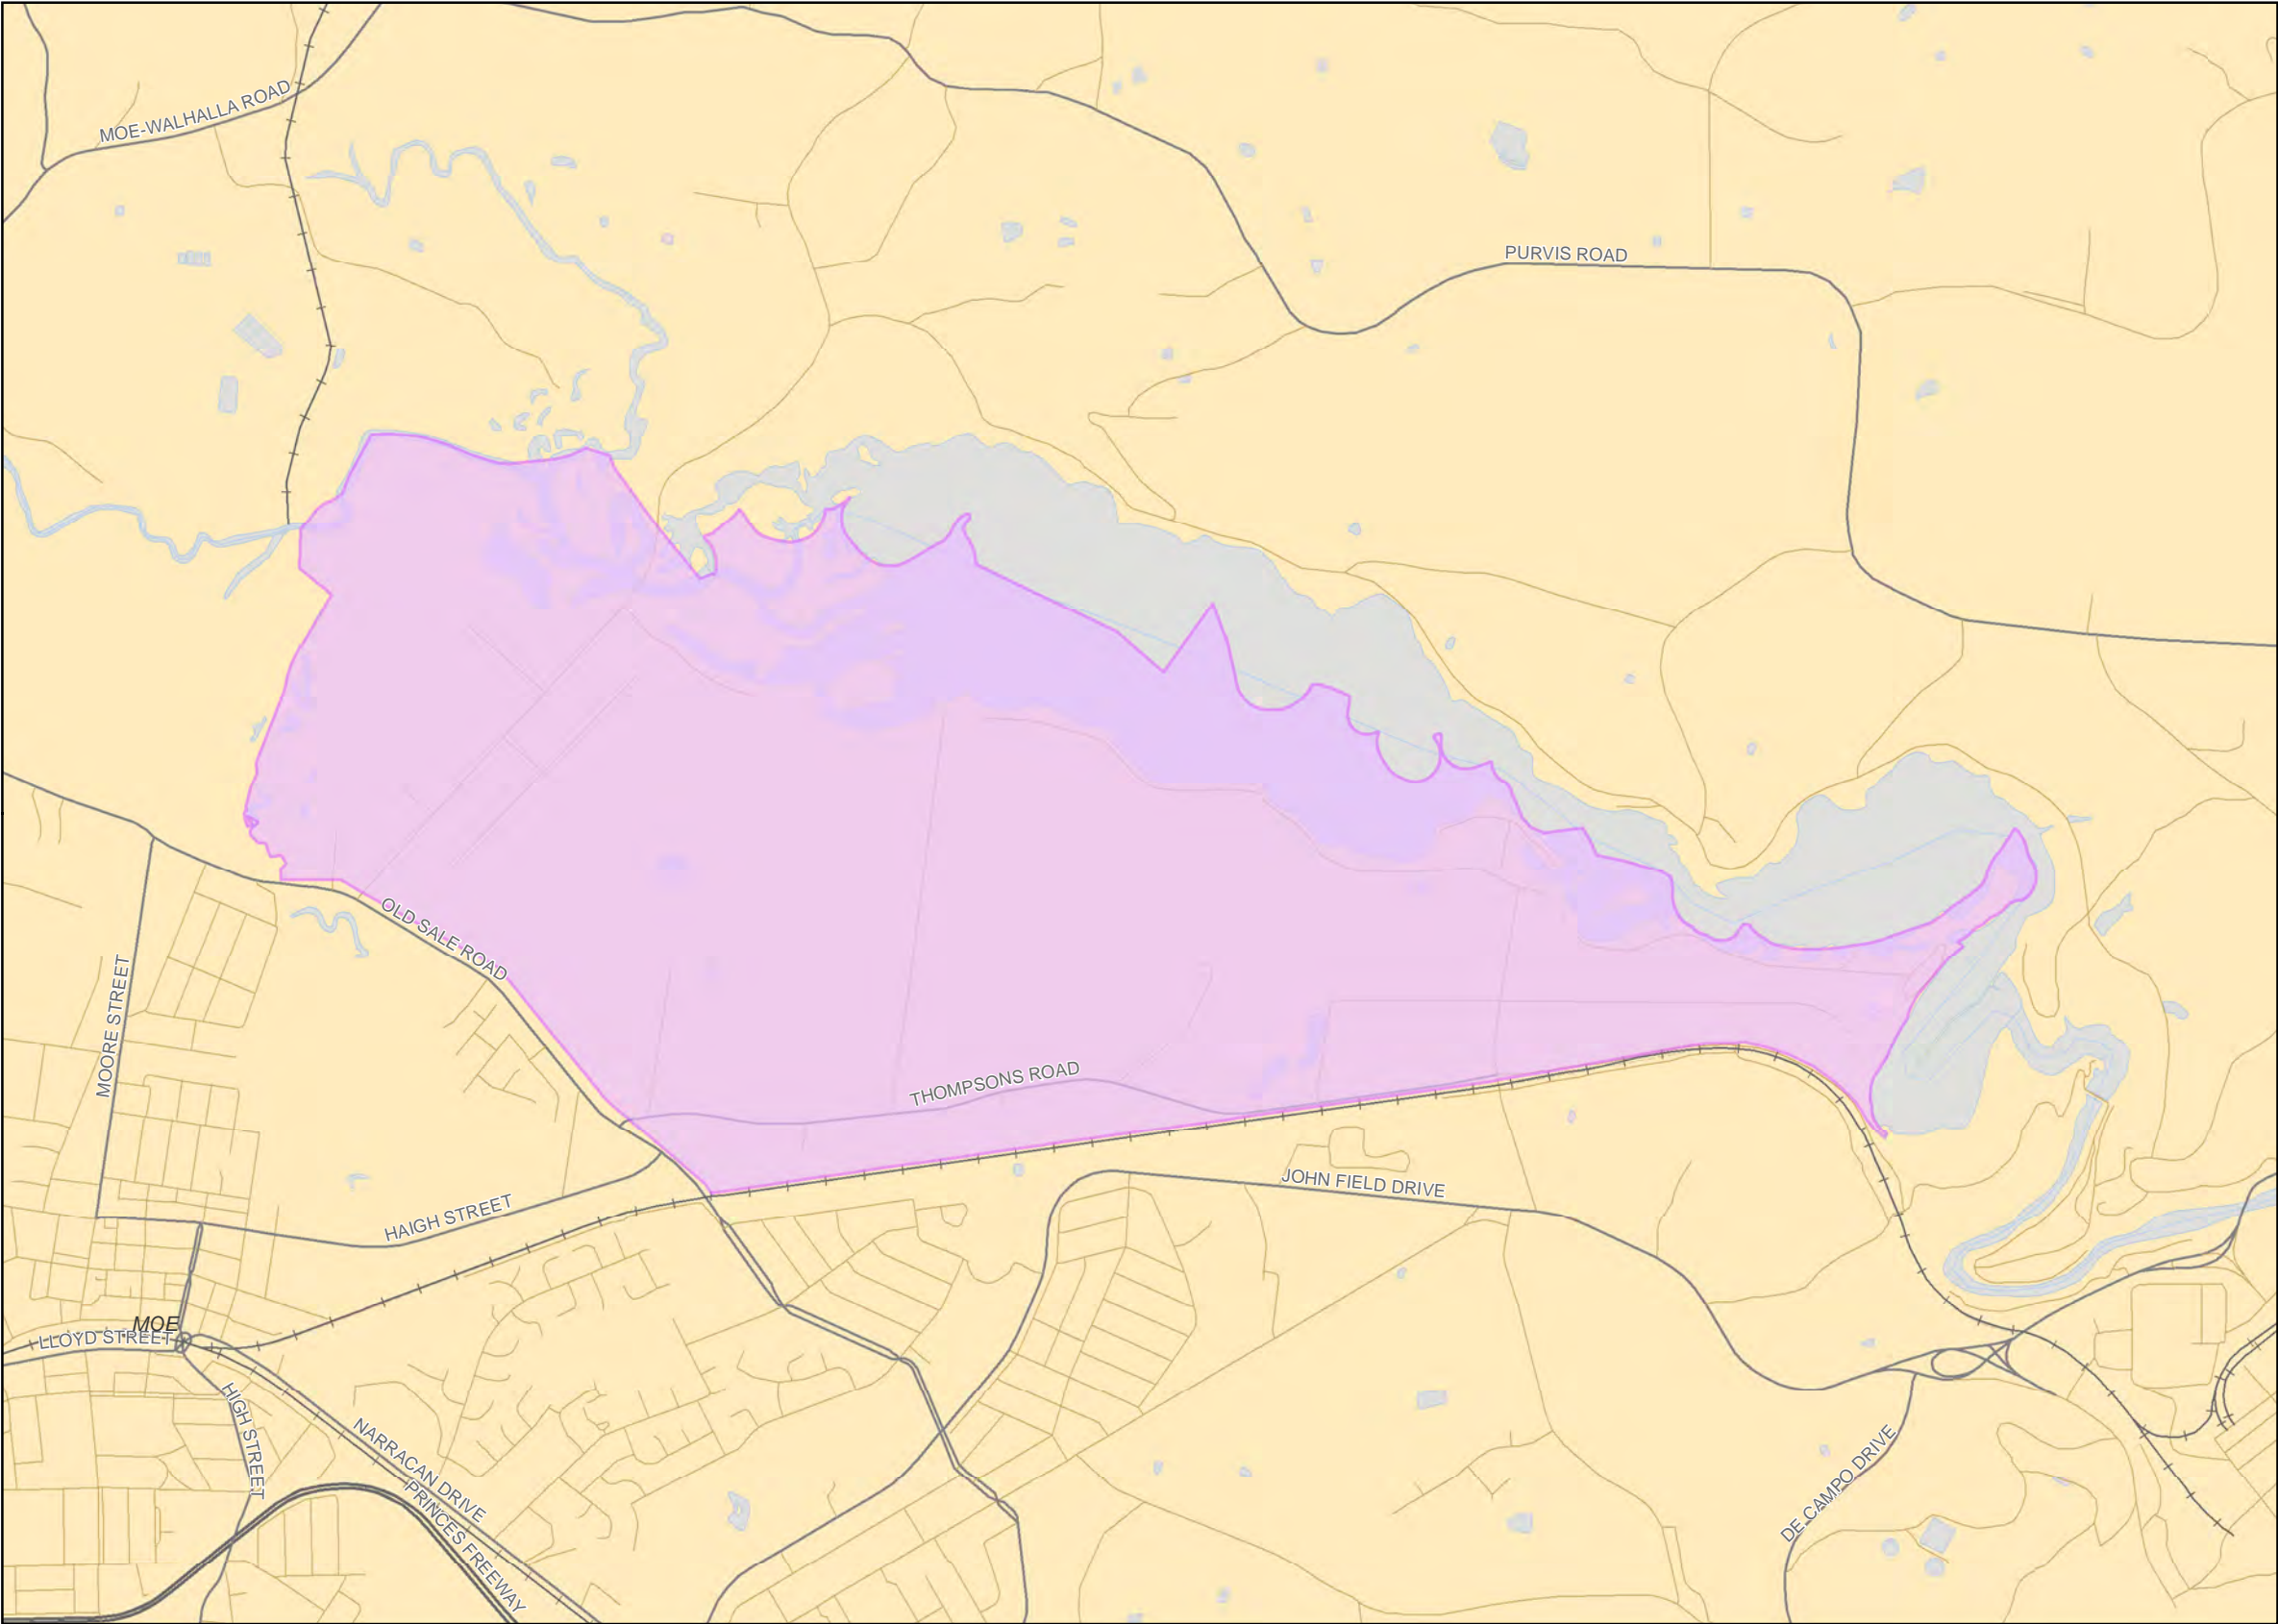 MOE-WALHALLA ROAD
PURVIS ROAD
OLD SALE ROAD
MOORE STREET
THOMPSONS ROAD
JOHN FIELD DRIVE
HAIGH STREET
MOE
LLOYD STREET
HIGH STREET
NARRACAN DRIVE
PRINCES FREEWAY
DE CAMPO DRIVE